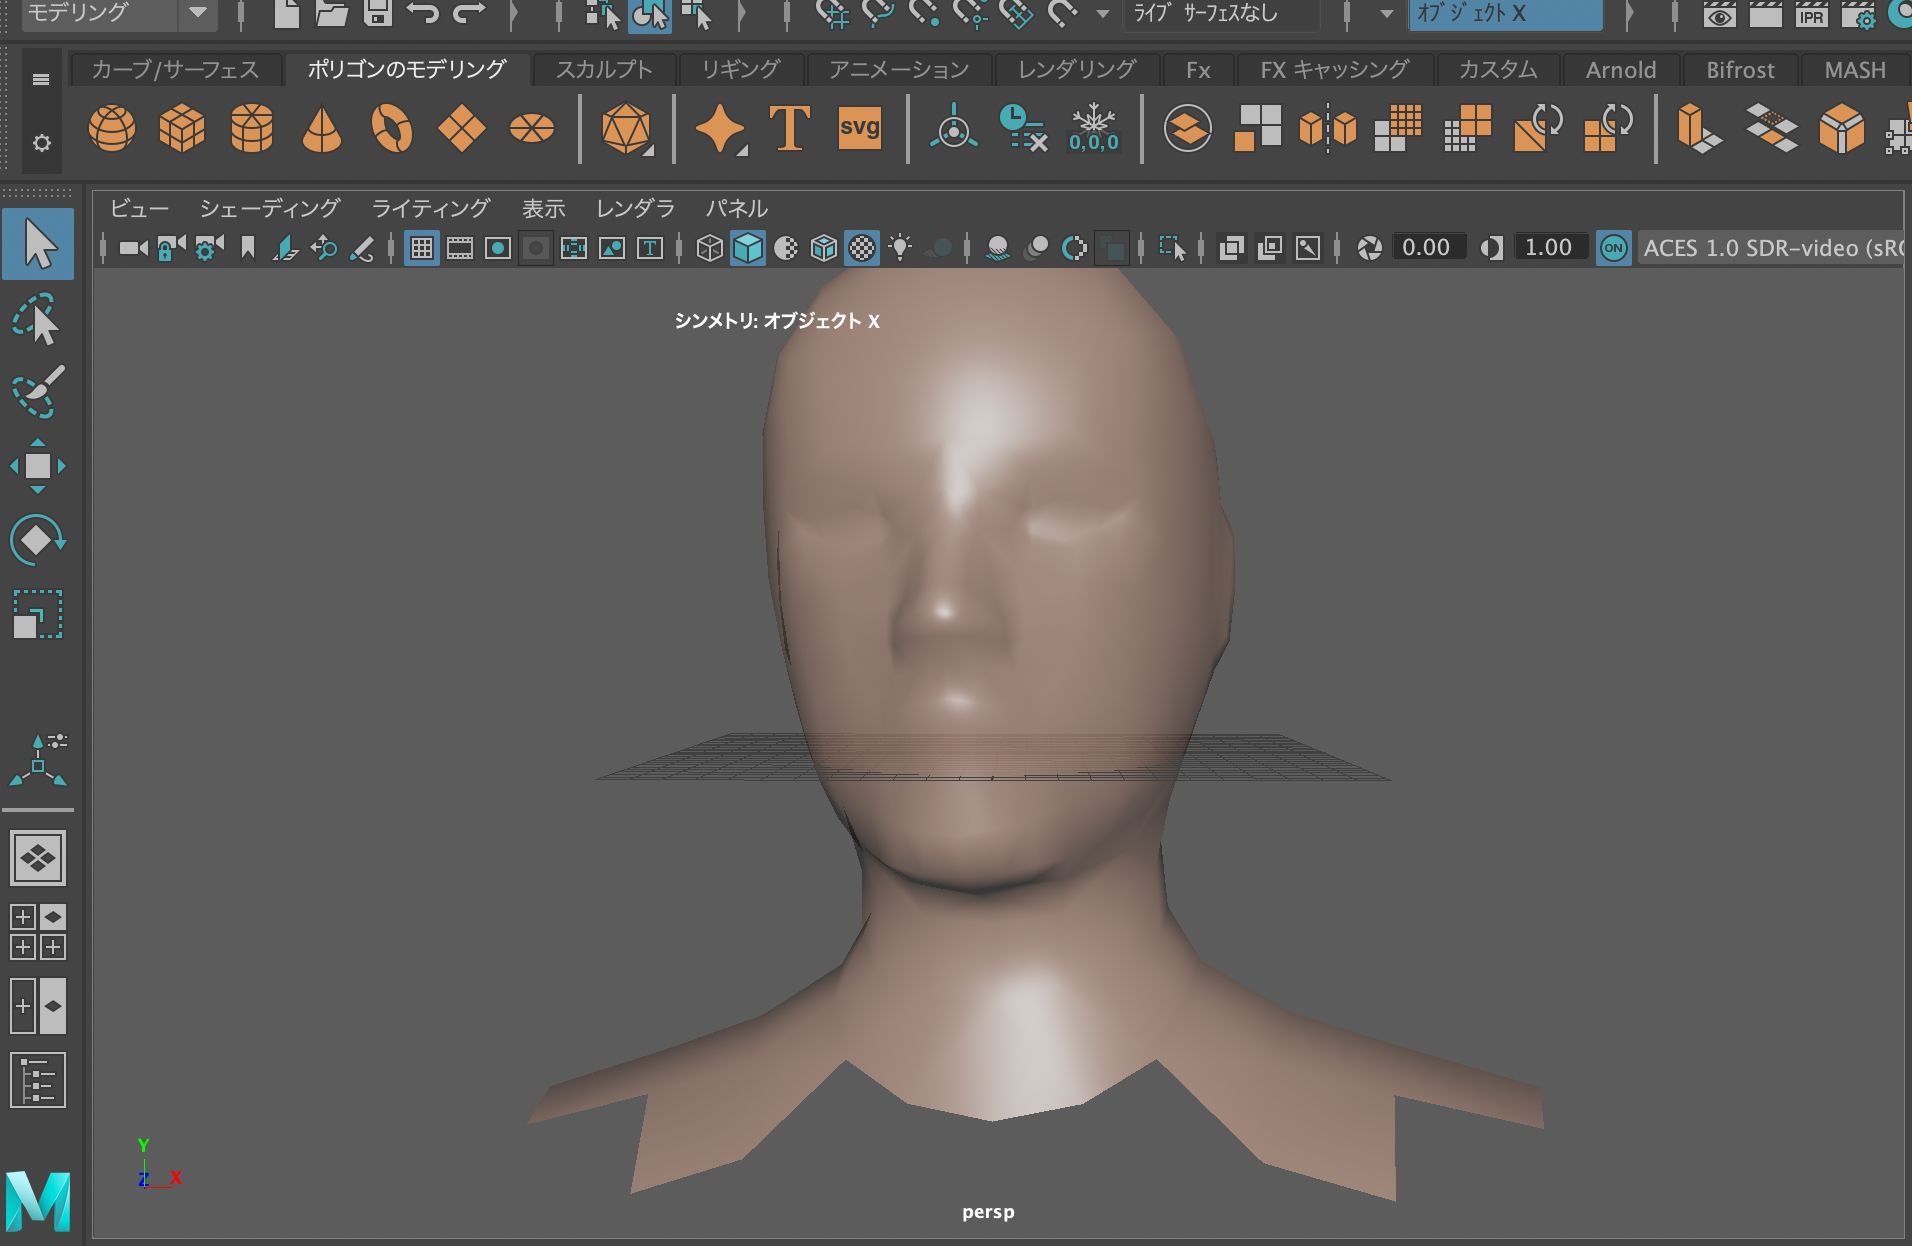 モデリング
ライブ サーフェスなし
オブジェクト X
IPR
カーブ/サーフェス
ポリゴンのモデリング
スカルプト
リギング
アニメーション
レンダリング
Fx
FX キャッシング
カスタム
Arnold
Bifrost
MASH
T
svg
0,0,0
ビュー
シェーディング
ライティング
表示
レンダラ
パネル
T
0.00
1.00
ON
ACES 1.0 SDR-video (sRG
シンメトリ: オブジェクト X
Y
Z
X
persp
M